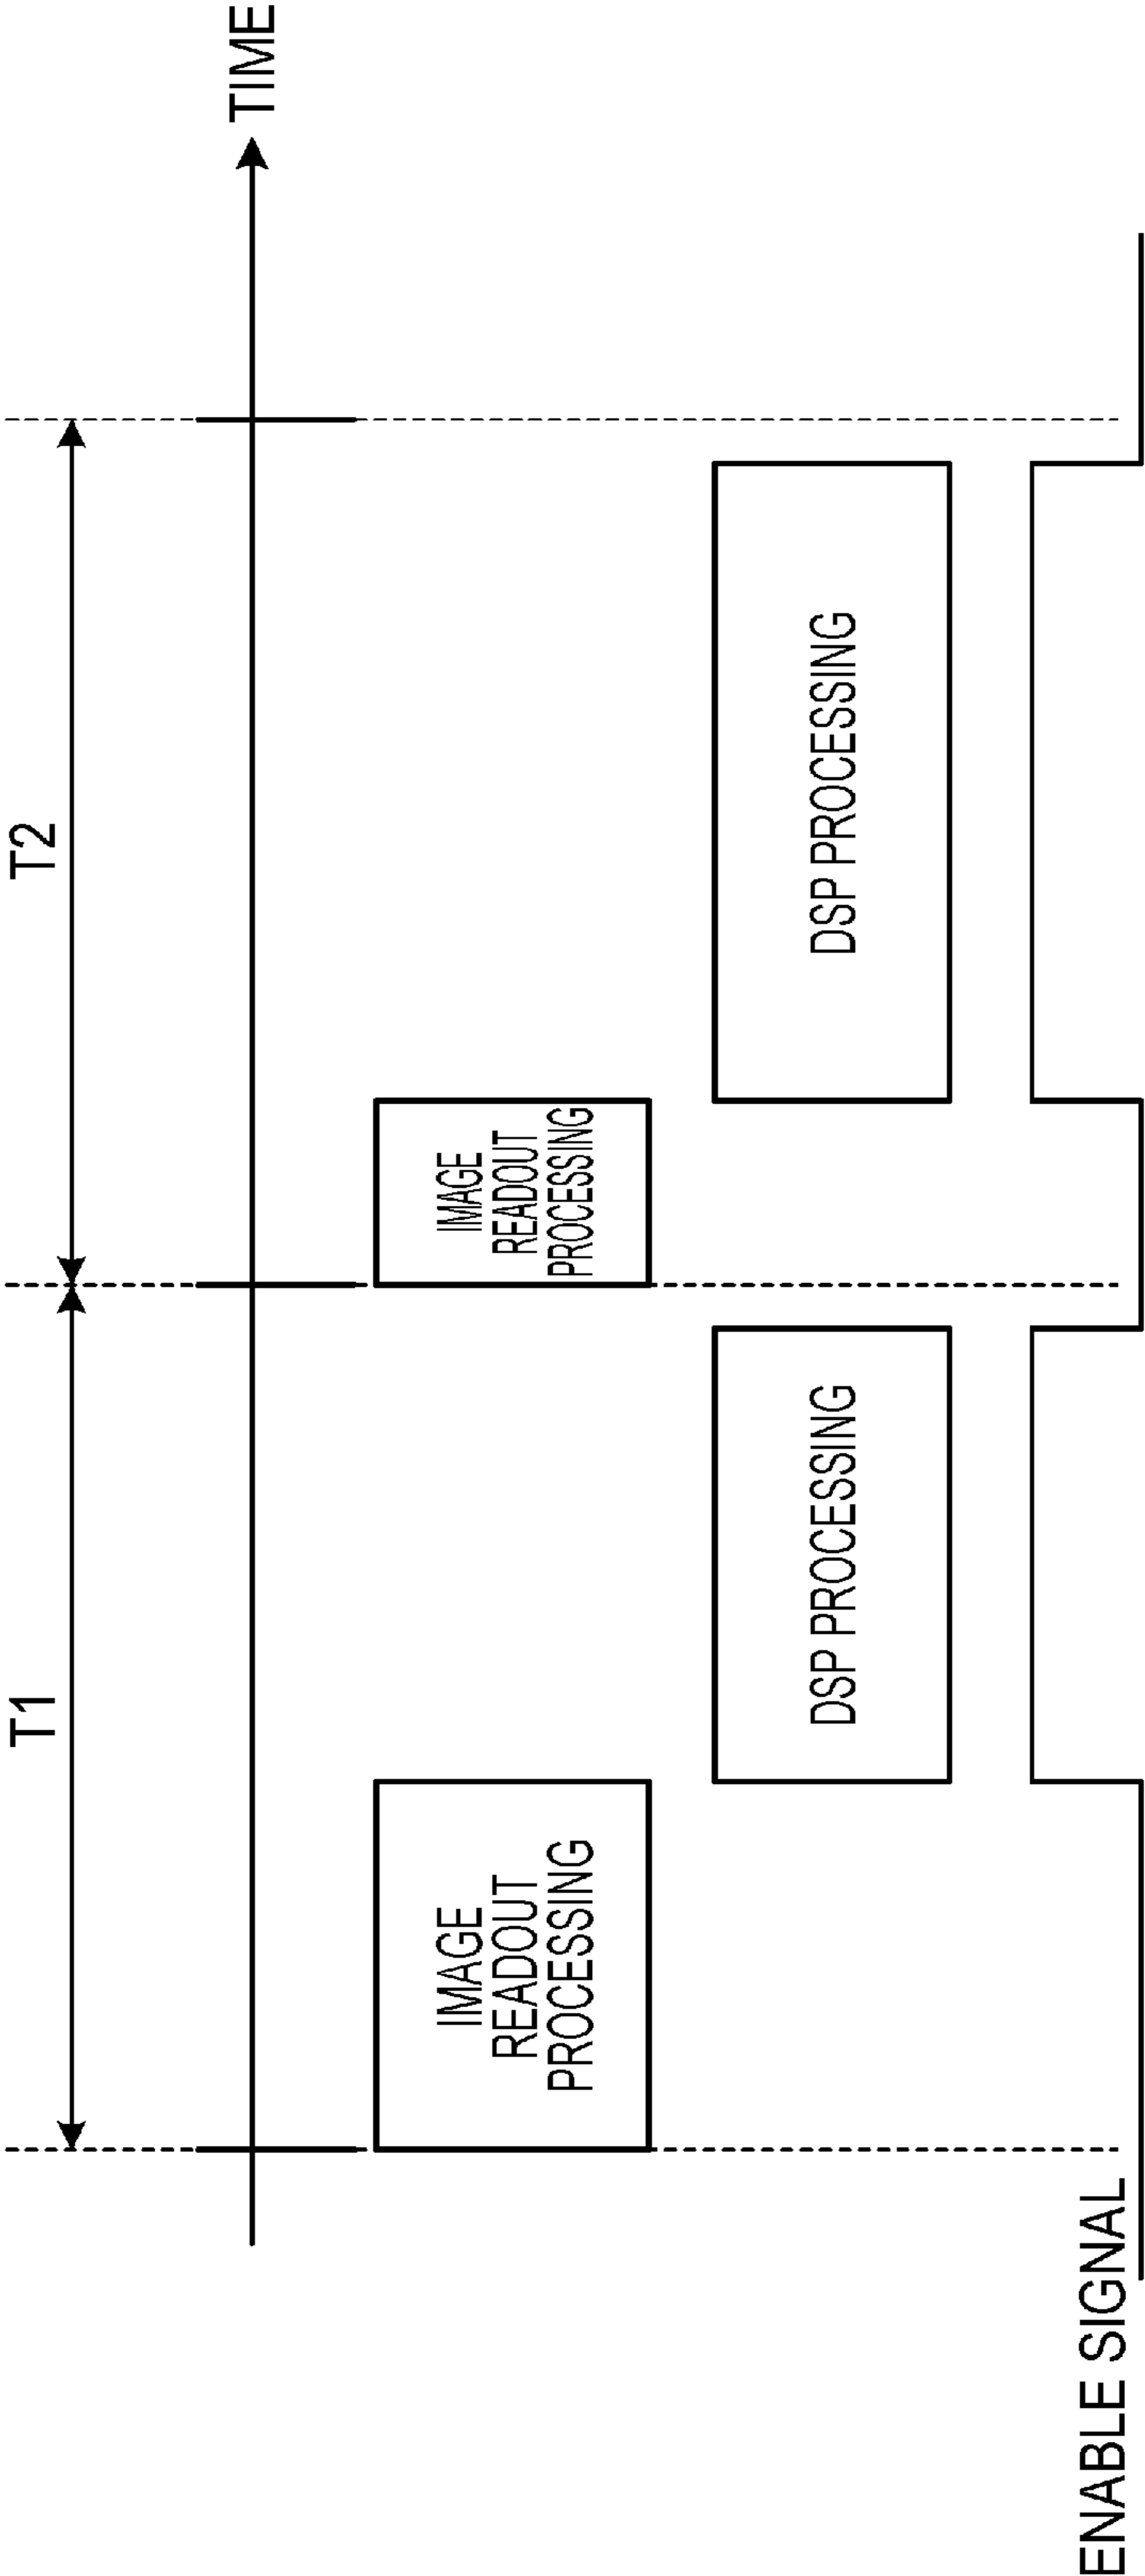 T1
T2
TIME
IMAGE
READOUT
PROCESSING
IMAGE
READOUT
PROCESSING
DSP PROCESSING
DSP PROCESSING
ENABLE SIGNAL